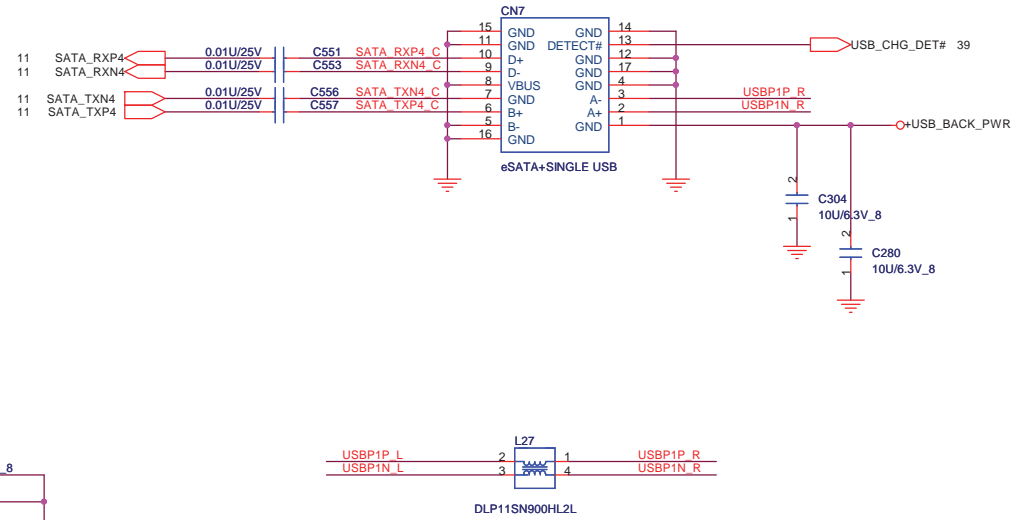 CN7
15 GND GND 14
11 GND DETECT# 13 USB_CHG_DET# 39
11 SATA_RXP4 0.01U/25V C551 SATA_RXP4_C 10 D+ GND 12
11 SATA_RXN4 0.01U/25V C553 SATA_RXN4_C 9 D- GND 17
8 VBUS GND 4
11 SATA_TXN4 0.01U/25V C556 SATA_TXN4_C 7 GND A- 3 USBP1P_R
11 SATA_TXP4 0.01U/25V C557 SATA_TXP4_C 6 B+ A+ 2 USBP1N_R
5 B- GND 1 +USB_BACK_PWR
16 GND
eSATA+SINGLE USB
2
C304
10U/6.3V_8
1
2
C280
10U/6.3V_8
1
L27
USBP1P_L 2 1 USBP1P_R
USBP1N_L 3 4 USBP1N_R
_8
DLP11SN900HL2L